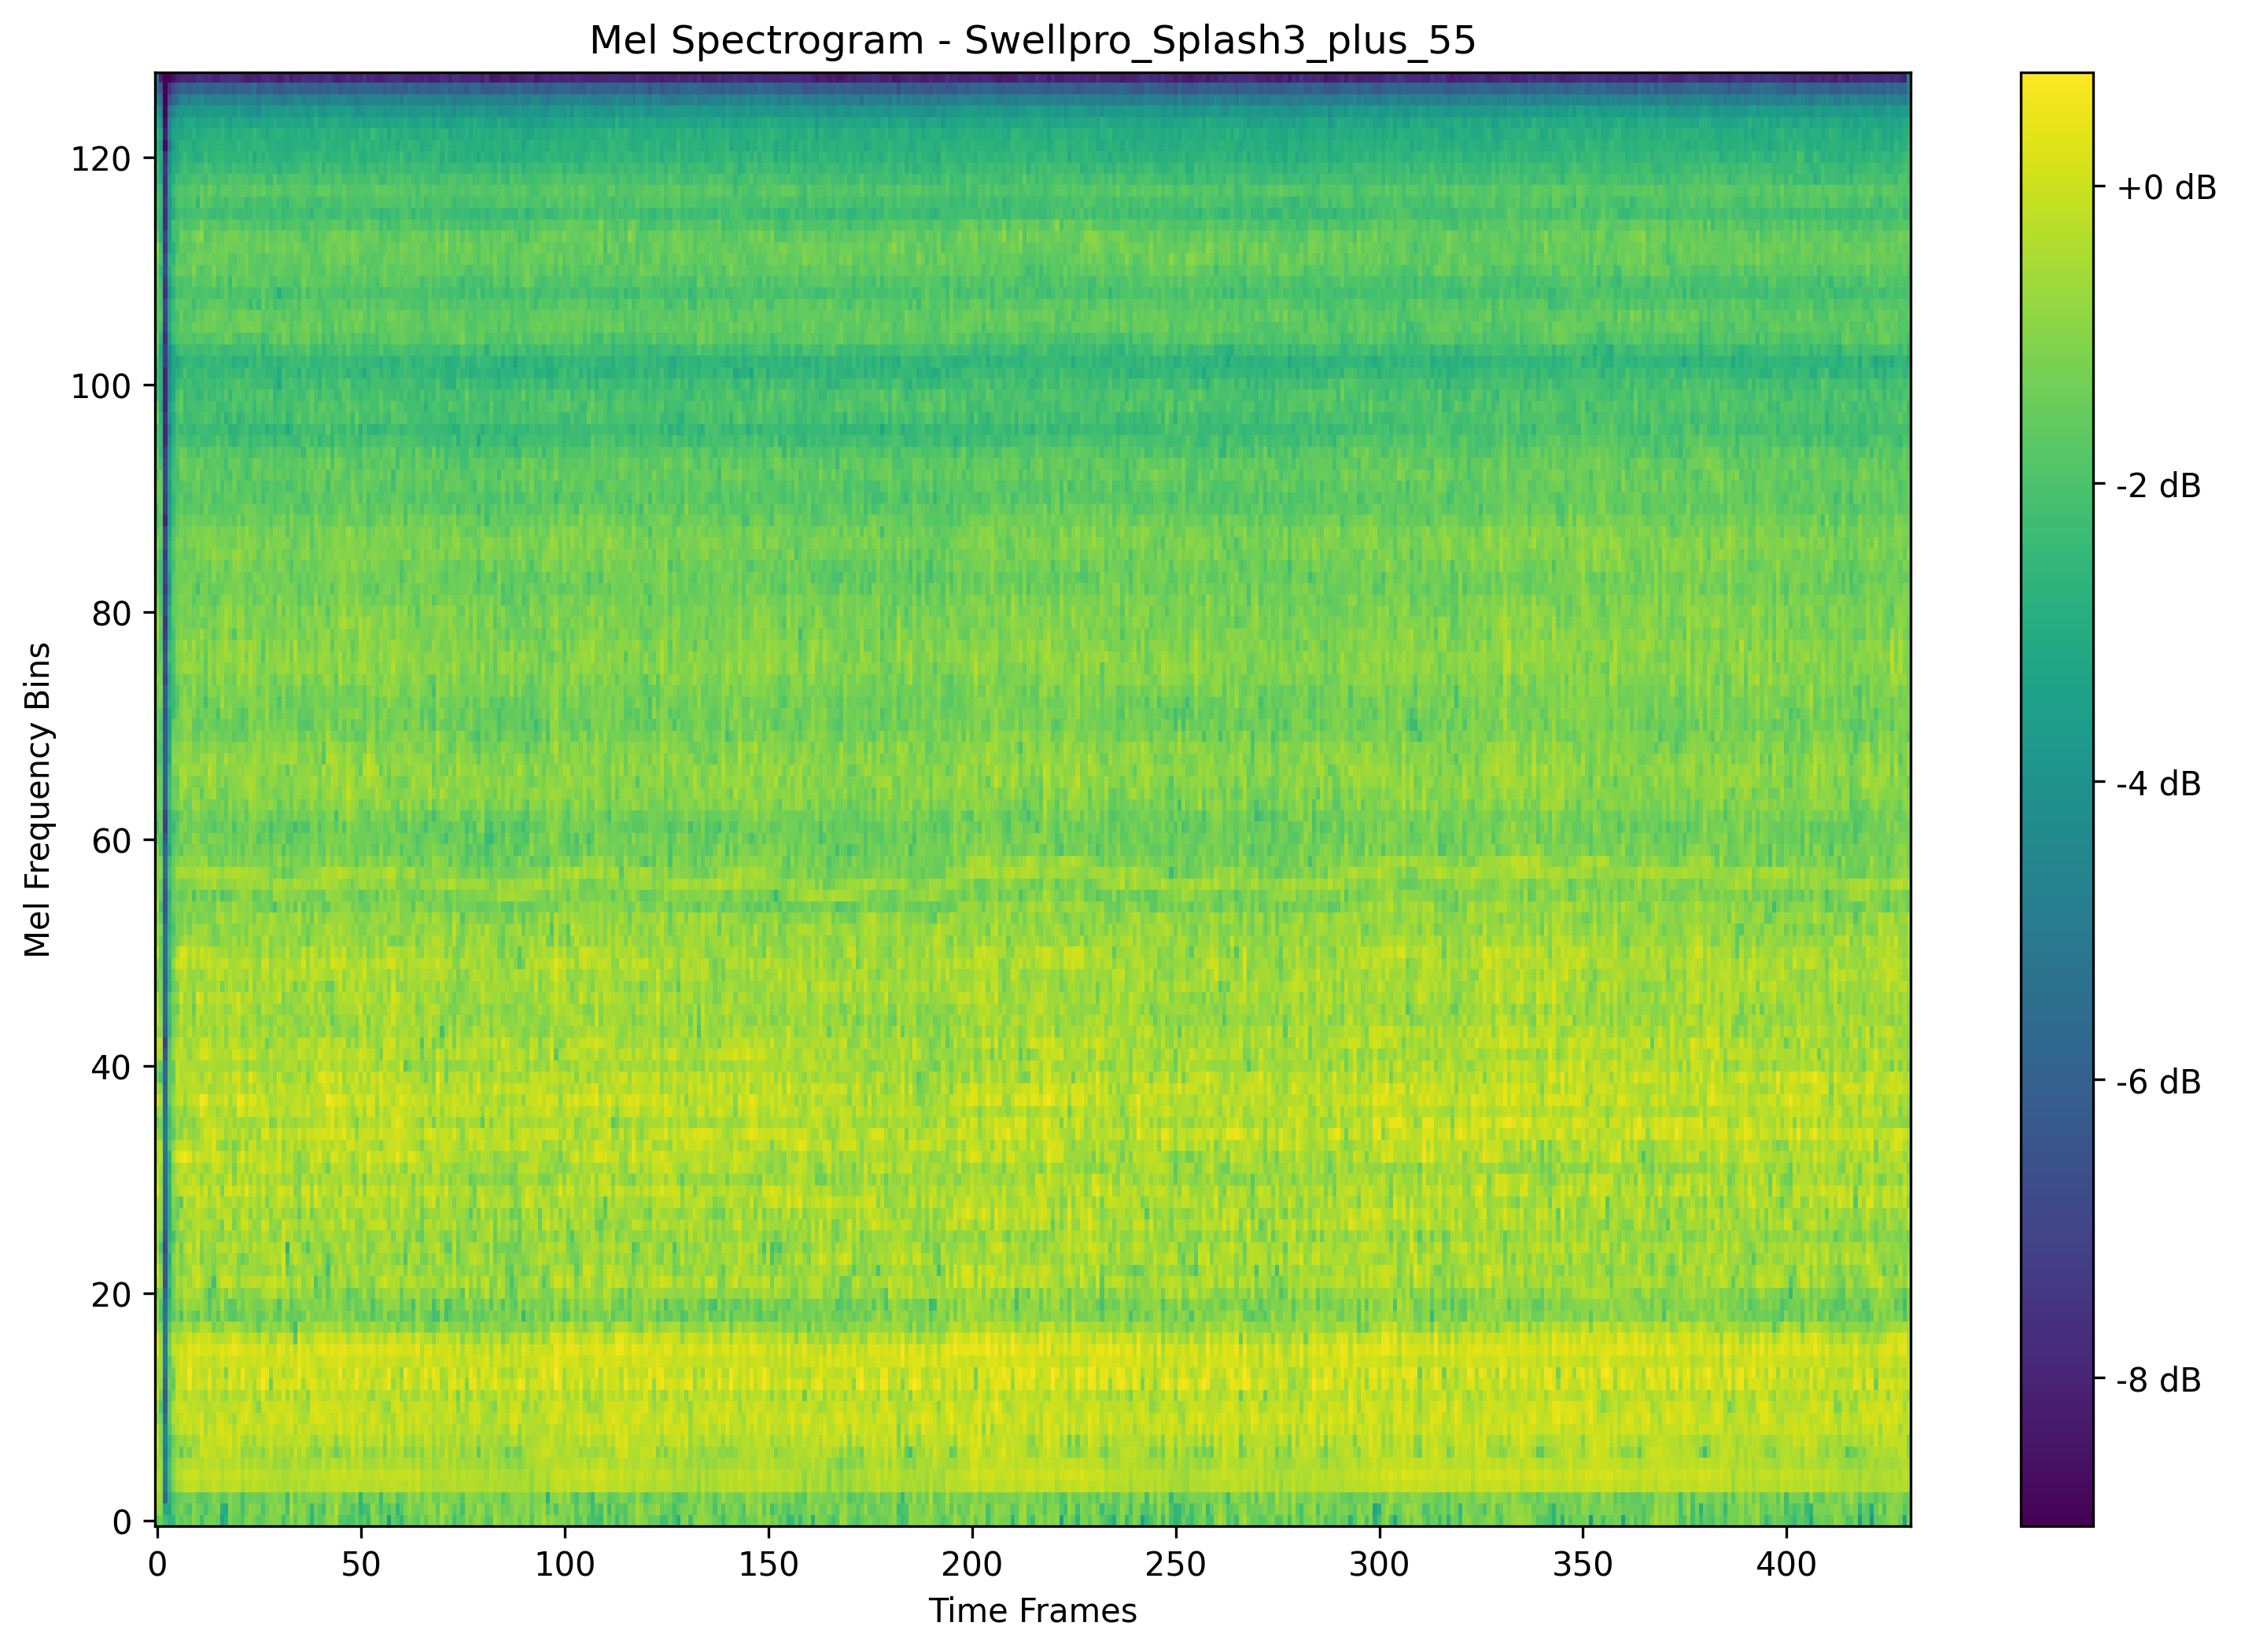 Mel Spectrogram - Swellpro_Splash3_plus_55
Mel Frequency Bins
120
100
80
60
40
20
0
0 50 100 150 200 250 300 350 400
Time Frames
+0 dB
-2 dB
-4 dB
-6 dB
-8 dB